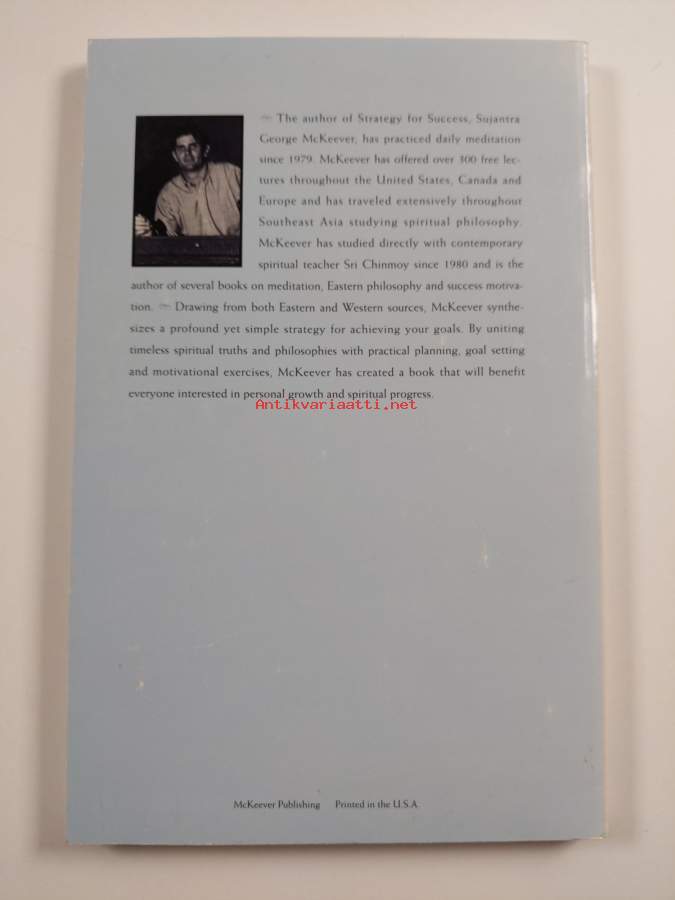 ~ The author of Strategy for Success, Sujantra
George McKeever, has practiced daily meditation
since 1979. McKeever has offered over 300 free lec-
tures throughout the United States, Canada and
Europe and has traveled extensively throughout
Southeast Asia studying spiritual philosophy.
McKeever has studied directly with contemporary
spiritual teacher Sri Chinmoy since 1980 and is the
author of several books on meditation, Eastern philosophy and success motiva-
tion. ~ Drawing from both Eastern and Western sources, McKeever synthe-
sizes a profound yet simple strategy for achieving your goals. By uniting
timeless spiritual truths and philosophies with practical planning, goal setting
and motivational exercises, McKeever has created a book that will benefit
everyone interested in personal growth and spiritual progress.
Antikvariaatti.net
McKeever Publishing Printed in the U.S.A.